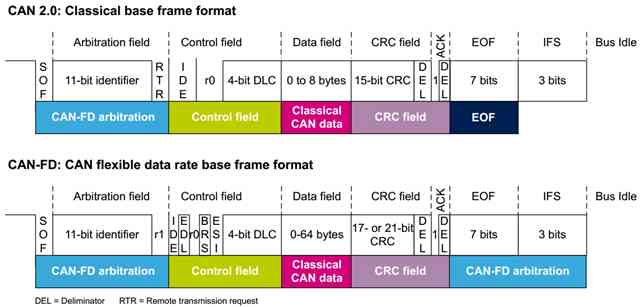 CAN 2.0: Classical base frame format
Arbitration field Control field Data field CRC field ACK EOF IFS Bus Idle
SOF 11-bit identifier RTR IDE r0 4-bit DLC 0 to 8 bytes 15-bit CRC DEL 1 DEL 7 bits 3 bits
CAN-FD arbitration Control field Classical CAN data CRC field EOF
CAN-FD: CAN flexible data rate base frame format
Arbitration field Control field Data field CRC field ACK EOF IFS Bus Idle
SOF 11-bit identifier r1 IDE EDL r0 BRS ESI 4-bit DLC 0-64 bytes 17- or 21-bit CRC DEL 1 DEL 7 bits 3 bits
CAN-FD arbitration Control field Classical CAN data CRC field CAN-FD arbitration
DEL = Deliminator RTR = Remote transmission request